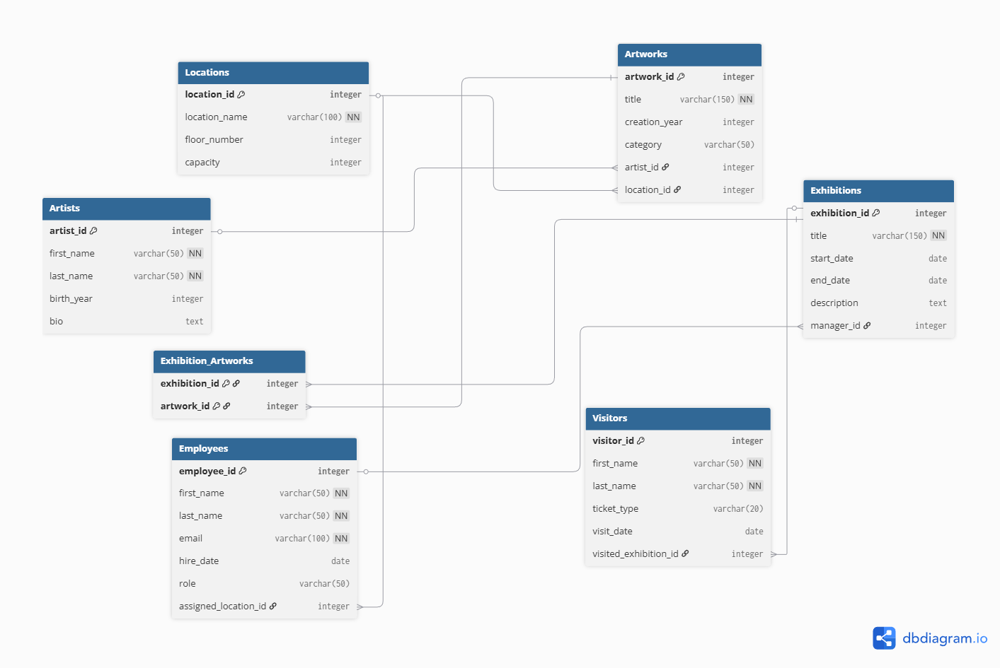 Locations
location_id integer
location_name varchar(100) NN
floor_number integer
capacity integer
Artworks
artwork_id integer
title varchar(150) NN
creation_year integer
category varchar(50)
artist_id integer
location_id integer
Exhibitions
exhibition_id integer
title varchar(150) NN
start_date date
end_date date
description text
manager_id integer
Artists
artist_id integer
first_name varchar(50) NN
last_name varchar(50) NN
birth_year integer
bio text
Exhibition_Artworks
exhibition_id integer
artwork_id integer
Employees
employee_id integer
first_name varchar(50) NN
last_name varchar(50) NN
email varchar(100) NN
hire_date date
role varchar(50)
assigned_location_id integer
Visitors
visitor_id integer
first_name varchar(50) NN
last_name varchar(50) NN
ticket_type varchar(20)
visit_date date
visited_exhibition_id integer
dbdiagram.io